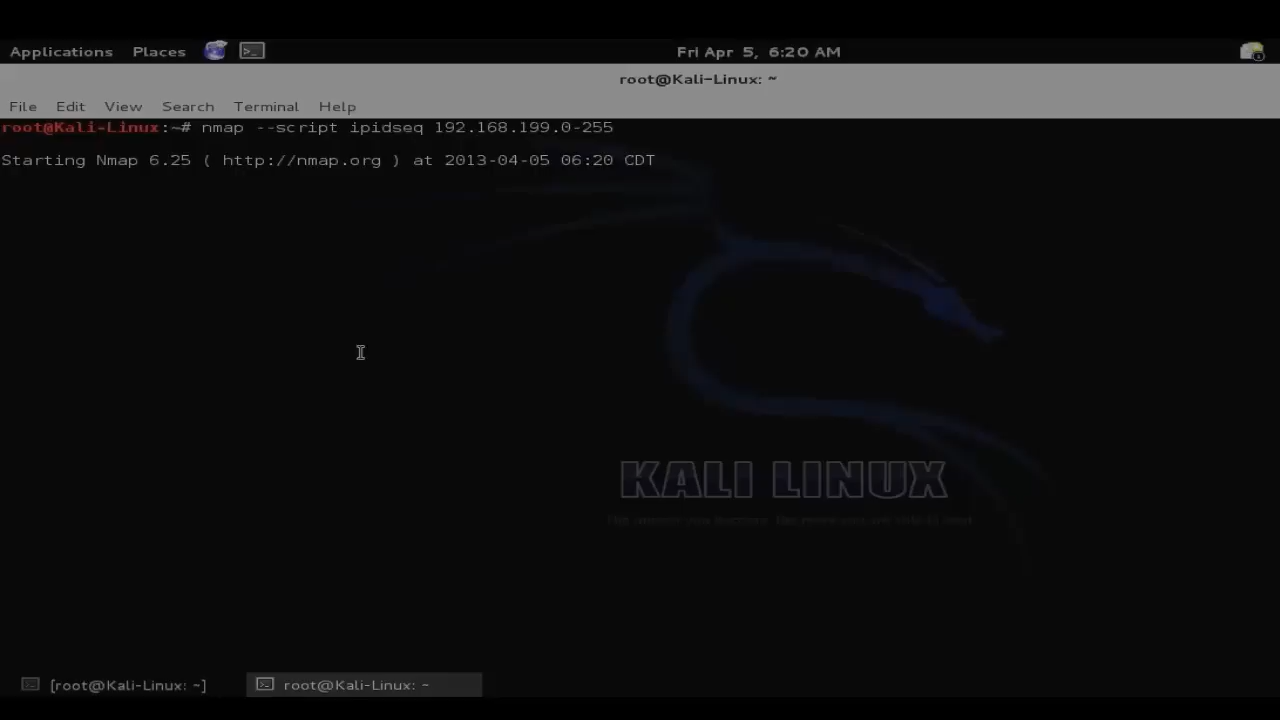 Applications Places Fri Apr 5, 6:20 AM
root@Kali-Linux: ~
File Edit View Search Terminal Help
root@Kali-Linux:~# nmap --script ipidseq 192.168.199.0-255
Starting Nmap 6.25 ( http://nmap.org ) at 2013-04-05 06:20 CDT
KALI LINUX
[root@Kali-Linux: ~]
root@Kali-Linux: ~